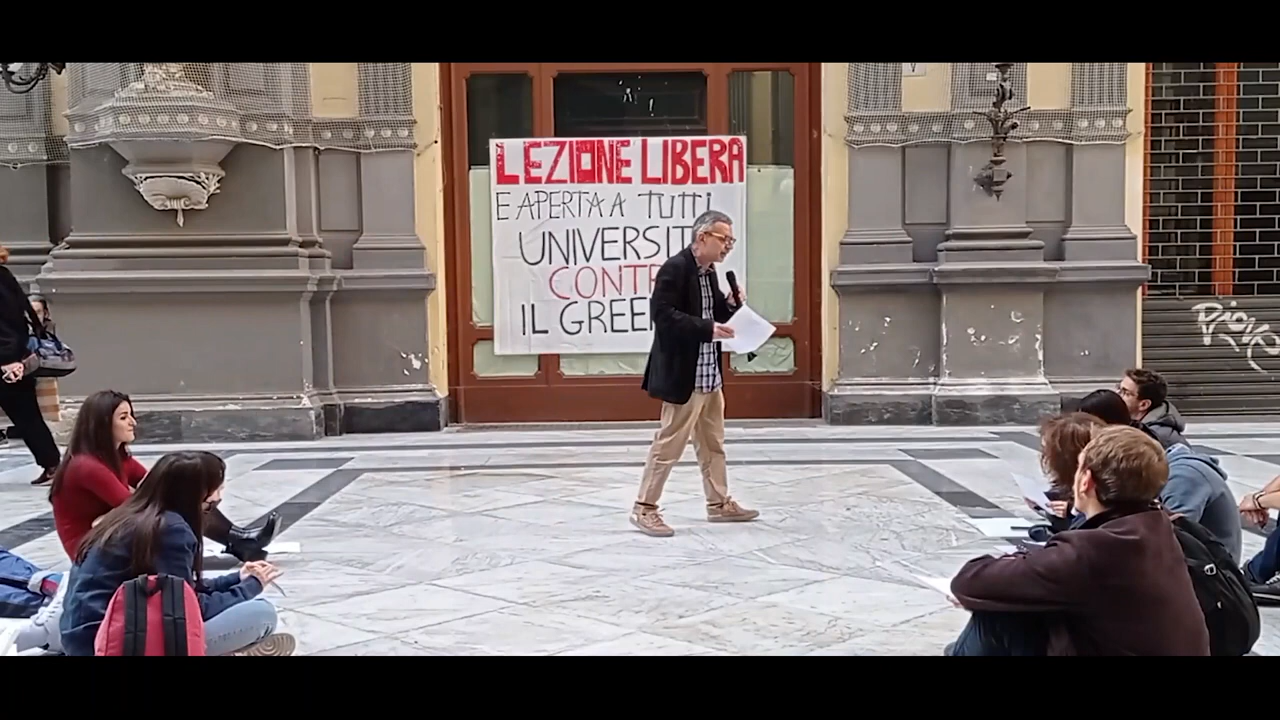 LEZIONE LIBERA
E APERTA A TUTTI
UNIVERSIT
CONTR
IL GREE